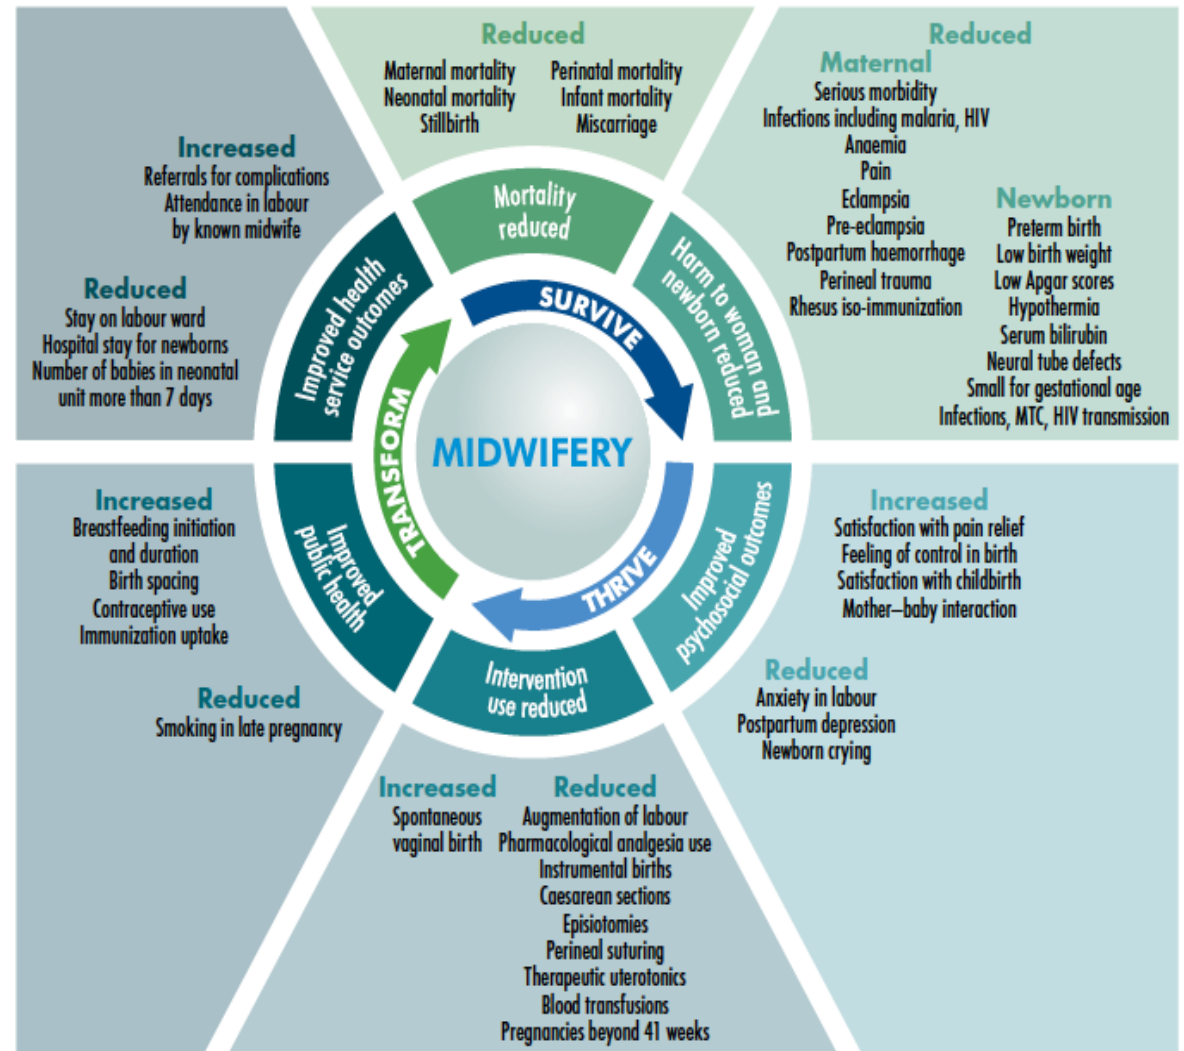 Reduced
Maternal mortality
Neonatal mortality
Stillbirth
Perinatal mortality
Infant mortality
Miscarriage
Mortality
reduced
Reduced
Maternal
Serious morbidity
Infections including malaria, HIV
Anaemia
Pain
Eclampsia
Pre-eclampsia
Postpartum haemorrhage
Perineal trauma
Rhesus iso-immunization
Newborn
Preterm birth
Low birth weight
Low Apgar scores
Hypothermia
Serum bilirubin
Neural tube defects
Small for gestational age
Infections, MTC, HIV transmission
Harm to woman and
newborn reduced
Increased
Satisfaction with pain relief
Feeling of control in birth
Satisfaction with childbirth
Mother–baby interaction
Reduced
Anxiety in labour
Postpartum depression
Newborn crying
Improved
psychosocial outcomes
Increased
Spontaneous
vaginal birth
Reduced
Augmentation of labour
Pharmacological analgesia use
Instrumental births
Caesarean sections
Episiotomies
Perineal suturing
Therapeutic uterotonics
Blood transfusions
Pregnancies beyond 41 weeks
Intervention
use reduced
Increased
Breastfeeding initiation
and duration
Birth spacing
Contraceptive use
Immunization uptake
Reduced
Smoking in late pregnancy
Improved
public health
Increased
Referrals for complications
Attendance in labour
by known midwife
Reduced
Stay on labour ward
Hospital stay for newborns
Number of babies in neonatal
unit more than 7 days
Improved health
service outcomes
SURVIVE
THRIVE
TRANSFORM
MIDWIFERY